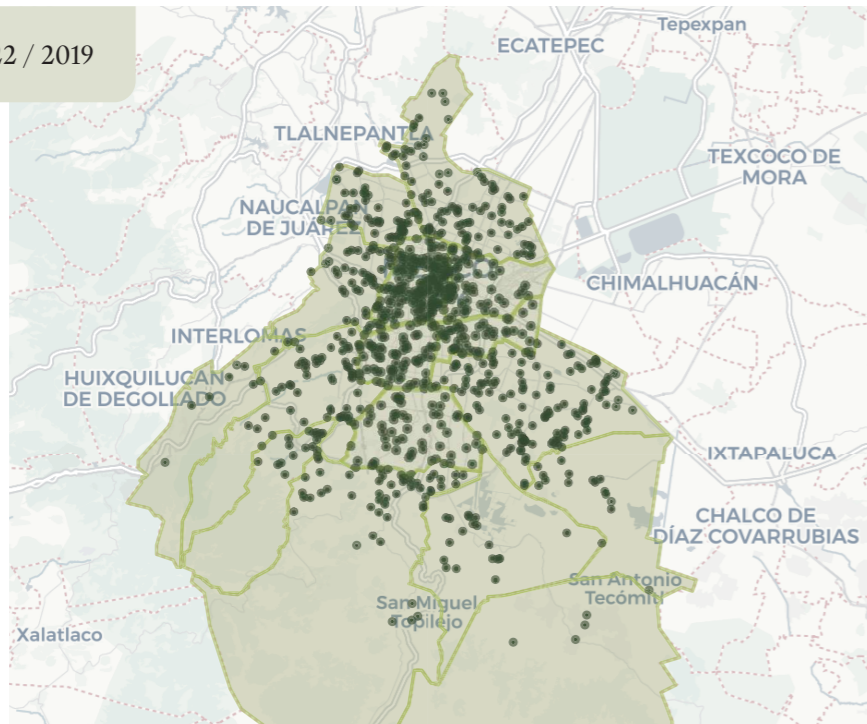 22 / 2019
Tepexpan
ECATEPEC
TLALNEPANTLA
TEXCOCO DE
MORA
NAUCALPAN
DE JUÁREZ
CHIMALHUACÁN
INTERLOMAS
HUIXQUILUCAN
DE DEGOLLADO
IXTAPALUCA
CHALCO DE
DÍAZ COVARRUBIAS
San Antonio
Tecómitl
San Miguel
Topilejo
Xalatlaco